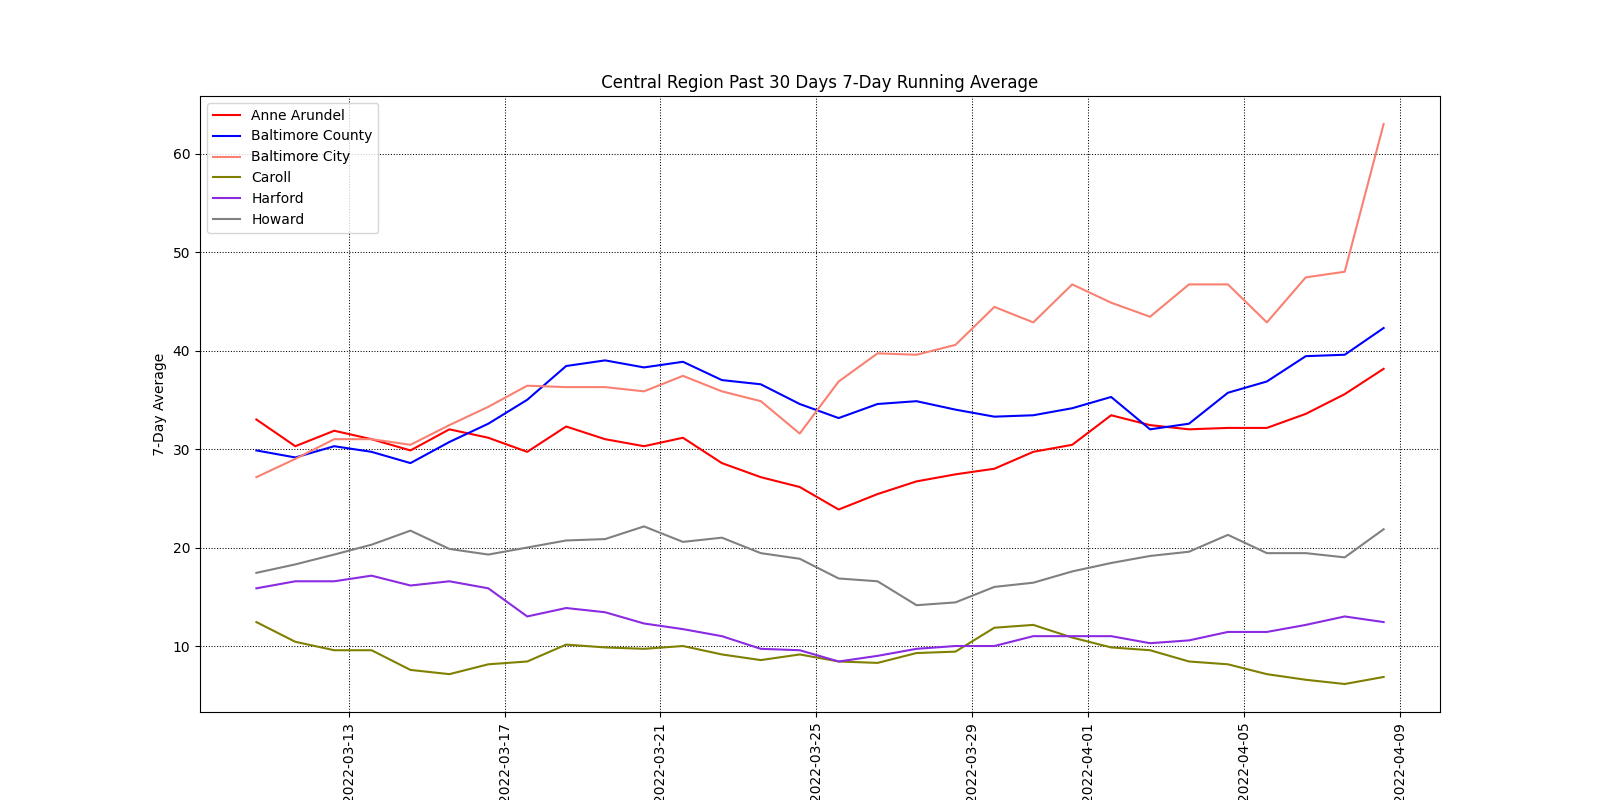 Central Region Past 30 Days 7-Day Running Average
Anne Arundel
Baltimore County
Baltimore City
Caroll
Harford
Howard
7-Day Average
60
50
40
30
20
10
2022-03-13
2022-03-17
2022-03-21
2022-03-25
2022-03-29
2022-04-01
2022-04-05
2022-04-09